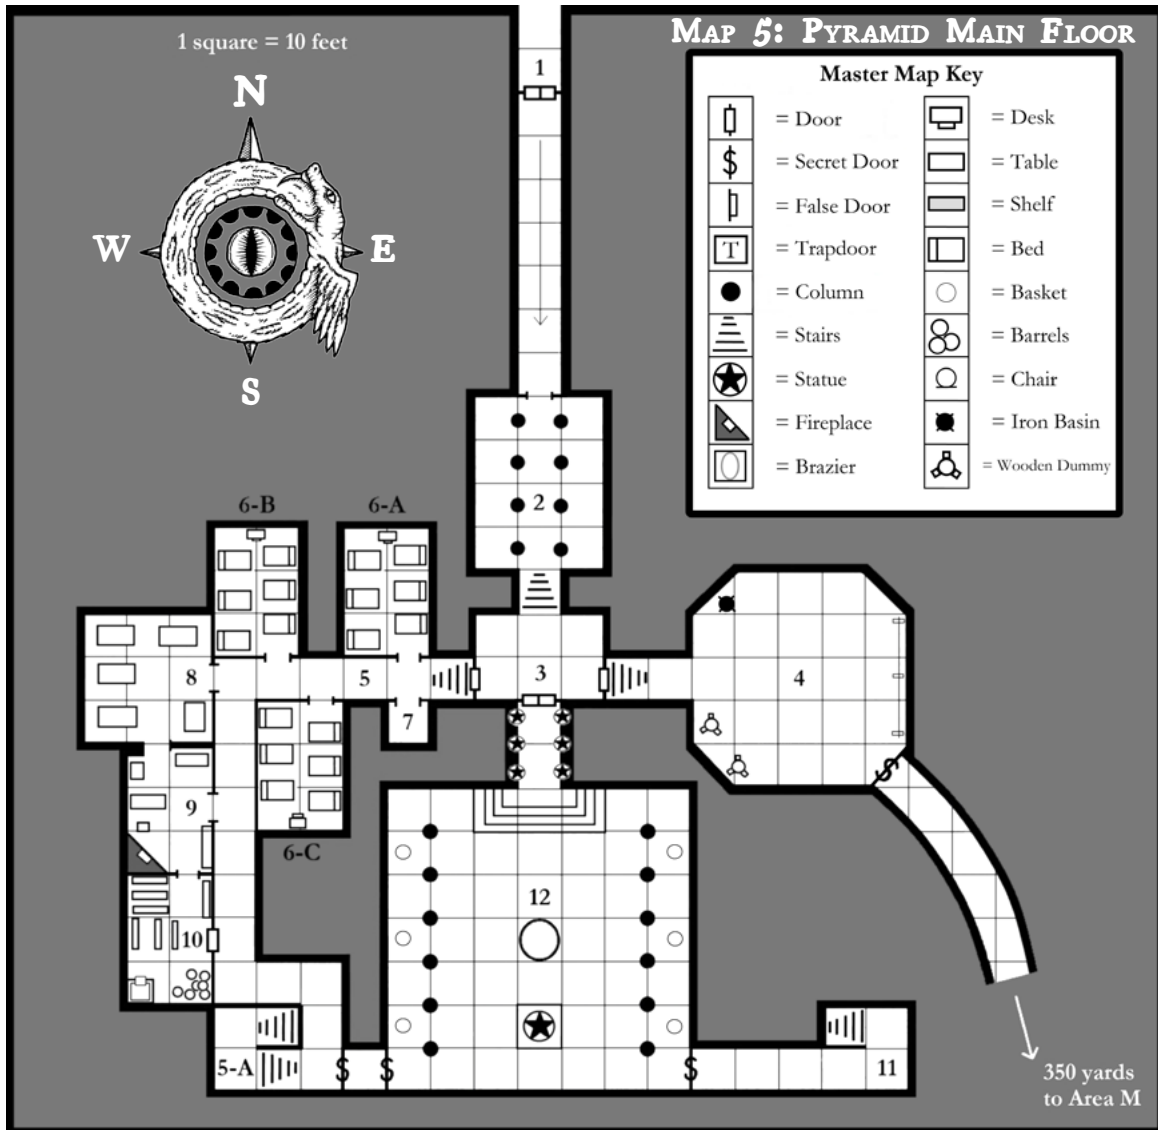 Map 5: Pyramid Main Floor
1 square = 10 feet
N
W
E
S
Master Map Key
= Door
= Secret Door
= False Door
T
= Trapdoor
= Column
= Stairs
= Statue
= Fireplace
= Brazier
= Desk
= Table
= Shelf
= Bed
= Basket
= Barrels
= Chair
= Iron Basin
= Wooden Dummy
$
1
2
6-B
6-A
3
4
5
8
7
$
9
6-C
12
10
5-A
$
$
$
11
350 yards
to Area M